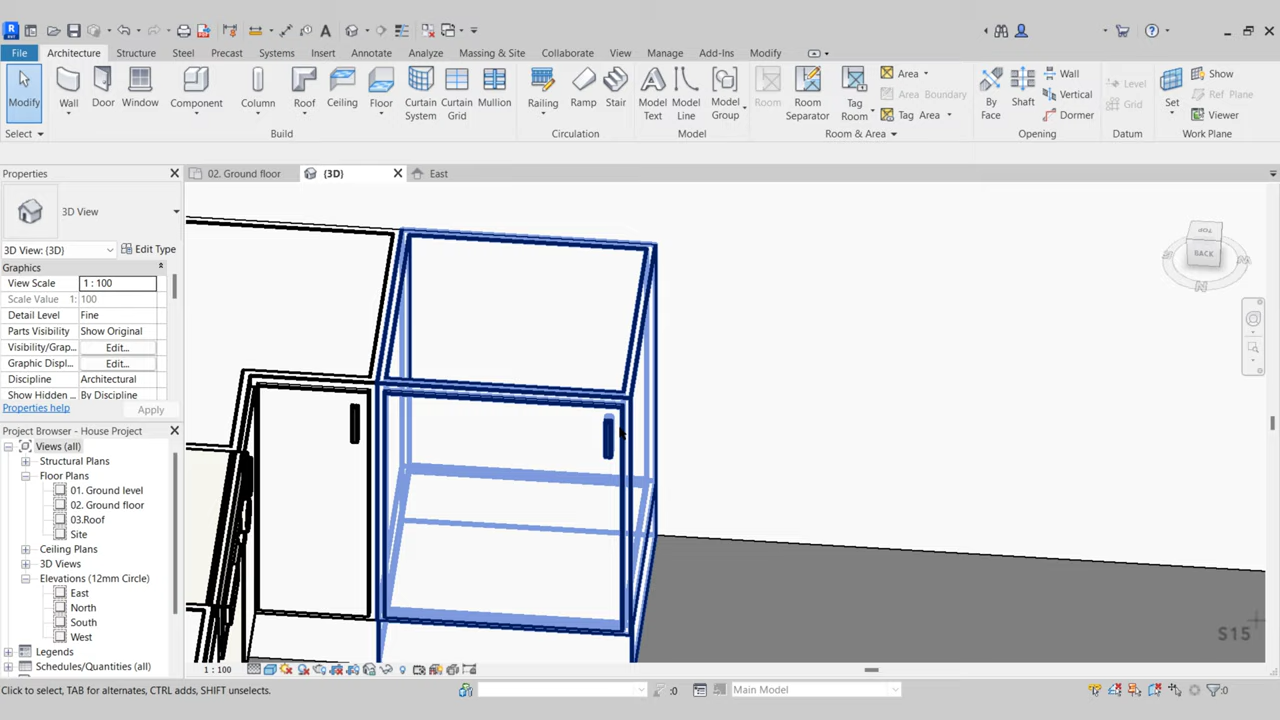 File Architecture Structure Steel Precast Systems Insert Annotate Analyze Massing & Site Collaborate View Manage Add-Ins Modify
Modify Wall Door Window Component Column Roof Ceiling Floor Curtain System Curtain Grid Mullion Railing Ramp Stair Model Text Model Line Model Group Room Room Separator Tag Room Area Area Boundary Tag Area By Face Shaft Wall Vertical Dormer Level Grid Set Show Ref Plane Viewer
Select Build Circulation Model Room & Area Opening Datum Work Plane
Properties 02. Ground floor (3D) East
3D View
3D View: {3D} Edit Type
Graphics
View Scale 1 : 100
Scale Value 1: 100
Detail Level Fine
Parts Visibility Show Original
Visibility/Grap... Edit...
Graphic Displ... Edit...
Discipline Architectural
Show Hidden By Discipline
Properties help Apply
Project Browser - House Project
Views (all)
Structural Plans
Floor Plans
01. Ground level
02. Ground floor
03.Roof
Site
Ceiling Plans
3D Views
Elevations (12mm Circle)
East
North
South
West
Legends
Schedules/Quantities (all)
TOP
BACK
N
S15
1 : 100
Click to select, TAB for alternates, CTRL adds, SHIFT unselects. :0 Main Model :0